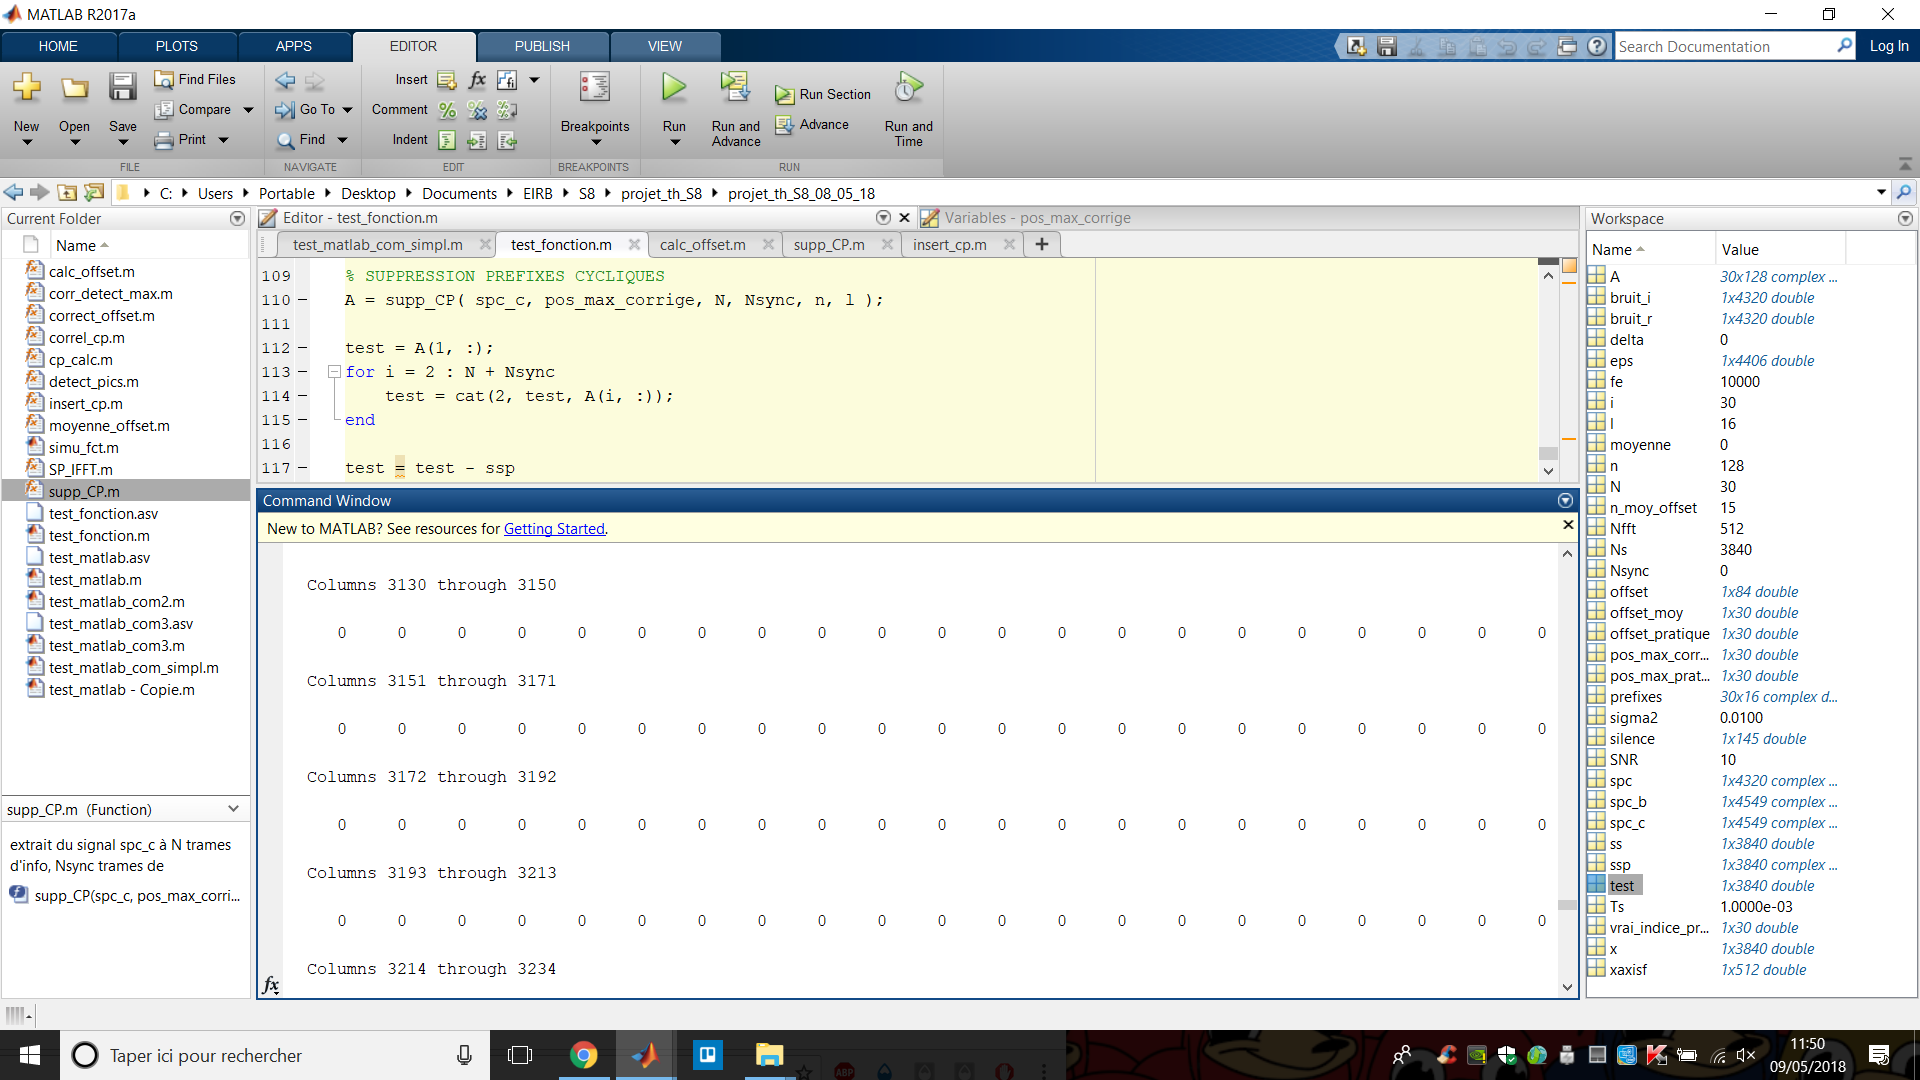 MATLAB R2017a
HOME PLOTS APPS EDITOR PUBLISH VIEW
Search Documentation
Log In
New Open Save
Find Files
Compare
Print
FILE
Go To
Find
NAVIGATE
Insert
Comment
Indent
EDIT
Breakpoints
BREAKPOINTS
Run
Run and Advance
Run Section
Advance
Run and Time
RUN
C: Users Portable Desktop Documents EIRB S8 projet_th_S8 projet_th_S8_08_05_18
Current Folder
Name
calc_offset.m
corr_detect_max.m
correct_offset.m
correl_cp.m
cp_calc.m
detect_pics.m
insert_cp.m
moyenne_offset.m
simu_fct.m
SP_IFFT.m
supp_CP.m
test_fonction.asv
test_fonction.m
test_matlab.asv
test_matlab.m
test_matlab_com2.m
test_matlab_com3.asv
test_matlab_com3.m
test_matlab_com_simpl.m
test_matlab - Copie.m
supp_CP.m (Function)
extrait du signal spc_c à N trames
d'info, Nsync trames de
supp_CP(spc_c, pos_max_corri...
Editor - test_fonction.m
Variables - pos_max_corrige
test_matlab_com_simpl.m test_fonction.m calc_offset.m supp_CP.m insert_cp.m
109 % SUPPRESSION PREFIXES CYCLIQUES
110 A = supp_CP( spc_c, pos_max_corrige, N, Nsync, n, l );
111
112 test = A(1, :);
113 for i = 2 : N + Nsync
114 test = cat(2, test, A(i, :));
115 end
116
117 test = test - ssp
Command Window
New to MATLAB? See resources for Getting Started.
Columns 3130 through 3150
0 0 0 0 0 0 0 0 0 0 0 0 0 0 0 0 0 0 0 0 0
Columns 3151 through 3171
0 0 0 0 0 0 0 0 0 0 0 0 0 0 0 0 0 0 0 0 0
Columns 3172 through 3192
0 0 0 0 0 0 0 0 0 0 0 0 0 0 0 0 0 0 0 0 0
Columns 3193 through 3213
0 0 0 0 0 0 0 0 0 0 0 0 0 0 0 0 0 0 0 0 0
Columns 3214 through 3234
fx
Workspace
Name Value
A 30x128 complex ...
bruit_i 1x4320 double
bruit_r 1x4320 double
delta 0
eps 1x4406 double
fe 10000
i 30
l 16
moyenne 0
n 128
N 30
n_moy_offset 15
Nfft 512
Ns 3840
Nsync 0
offset 1x84 double
offset_moy 1x30 double
offset_pratique 1x30 double
pos_max_corr... 1x30 double
pos_max_prat... 1x30 double
prefixes 30x16 complex d...
sigma2 0.0100
silence 1x145 double
SNR 10
spc 1x4320 complex ...
spc_b 1x4549 complex ...
spc_c 1x4549 complex ...
ss 1x3840 double
ssp 1x3840 complex ...
test 1x3840 double
Ts 1.0000e-03
vrai_indice_pr... 1x30 double
x 1x3840 double
xaxisf 1x512 double
Taper ici pour rechercher
ABP
11:50
09/05/2018